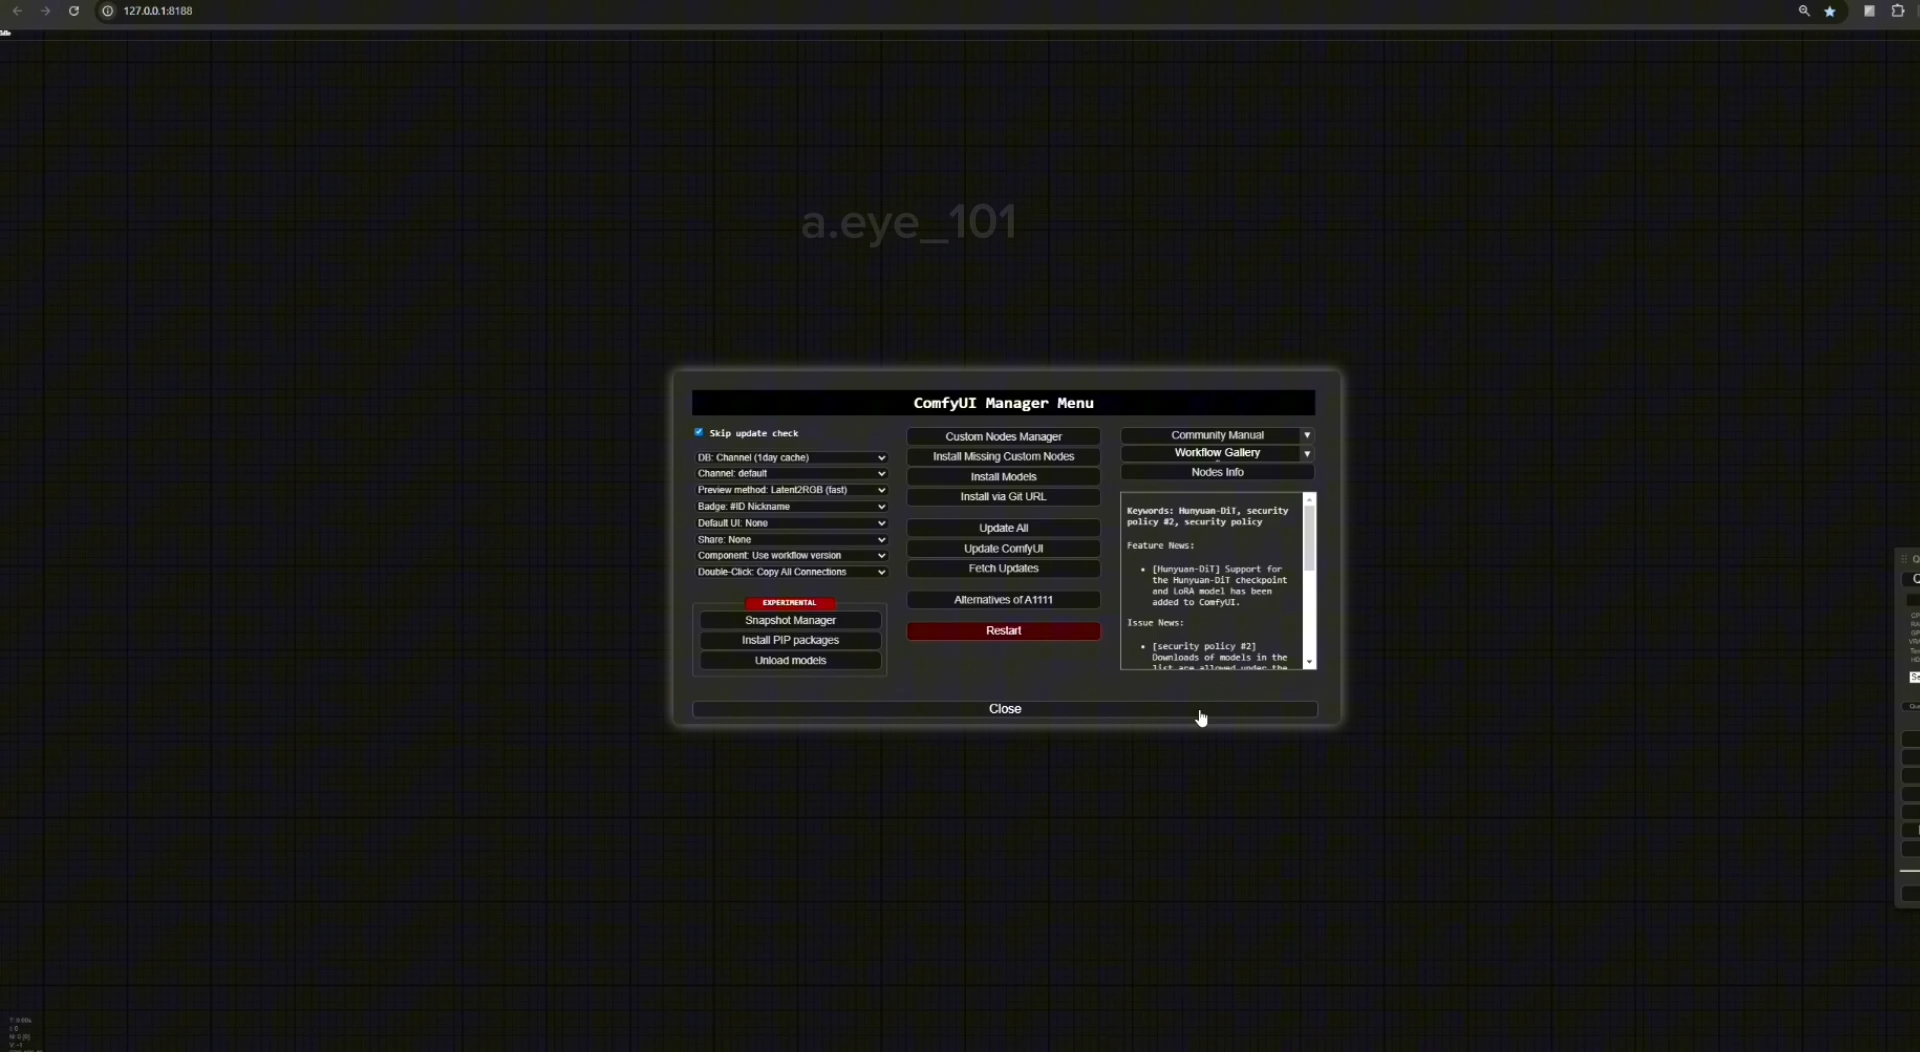 127.0.0.1:8188
a.eye_101
ComfyUI Manager Menu
Skip update check
DB: Channel (1day cache)
Channel: default
Preview method: Latent2RGB (fast)
Badge: #ID Nickname
Default UI: None
Share: None
Component: Use workflow version
Double-Click: Copy All Connections
EXPERIMENTAL
Snapshot Manager
Install PIP packages
Unload models
Custom Nodes Manager
Install Missing Custom Nodes
Install Models
Install via Git URL
Update All
Update ComfyUI
Fetch Updates
Alternatives of A1111
Restart
Community Manual
Workflow Gallery
Nodes Info
Keywords: Hunyuan-DiT, security
policy #2, security policy
Feature News:
• [Hunyuan-DiT] Support for
the Hunyuan-DiT checkpoint
and LoRA model has been
added to ComfyUI.
Issue News:
• [security policy #2]
Downloads of models in the
list are allowed under the
Close